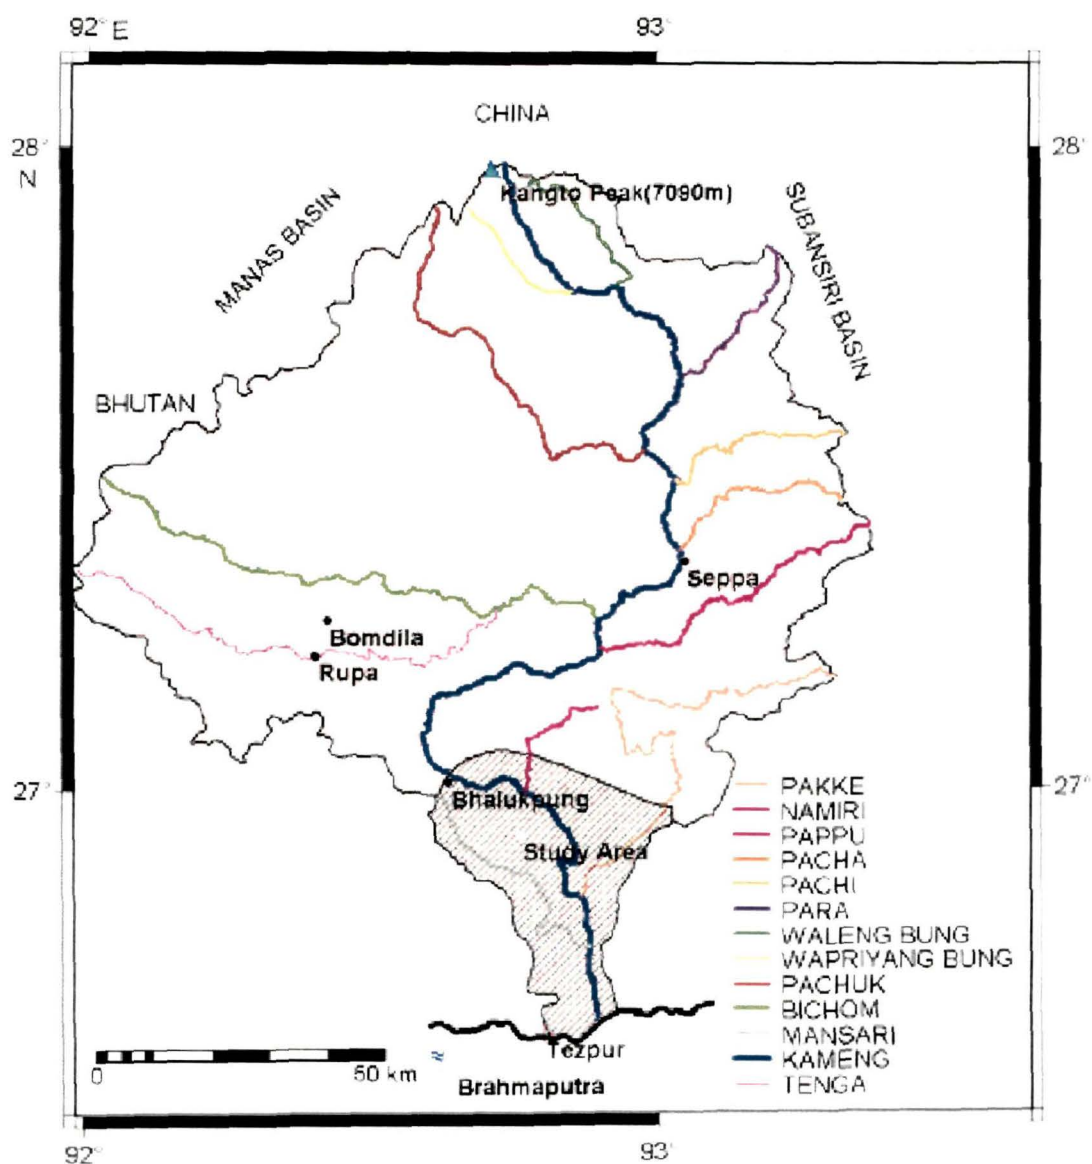 92° E
93°
CHINA
28°
N
28°
Kangto Peak(7090m)
MANAS BASIN
SUBANSIRI BASIN
BHUTAN
Seppa
Bomdila
Rupa
27°
27°
Bhalukpung
Study Area
PAKKE
NAMIRI
PAPPU
PACHA
PACHI
PARA
WALENG BUNG
WAPRIYANG BUNG
PACHUK
BICHOM
MANSARI
KAMENG
TENGA
Tezpur
0 50 km
Brahmaputra
92°
93°